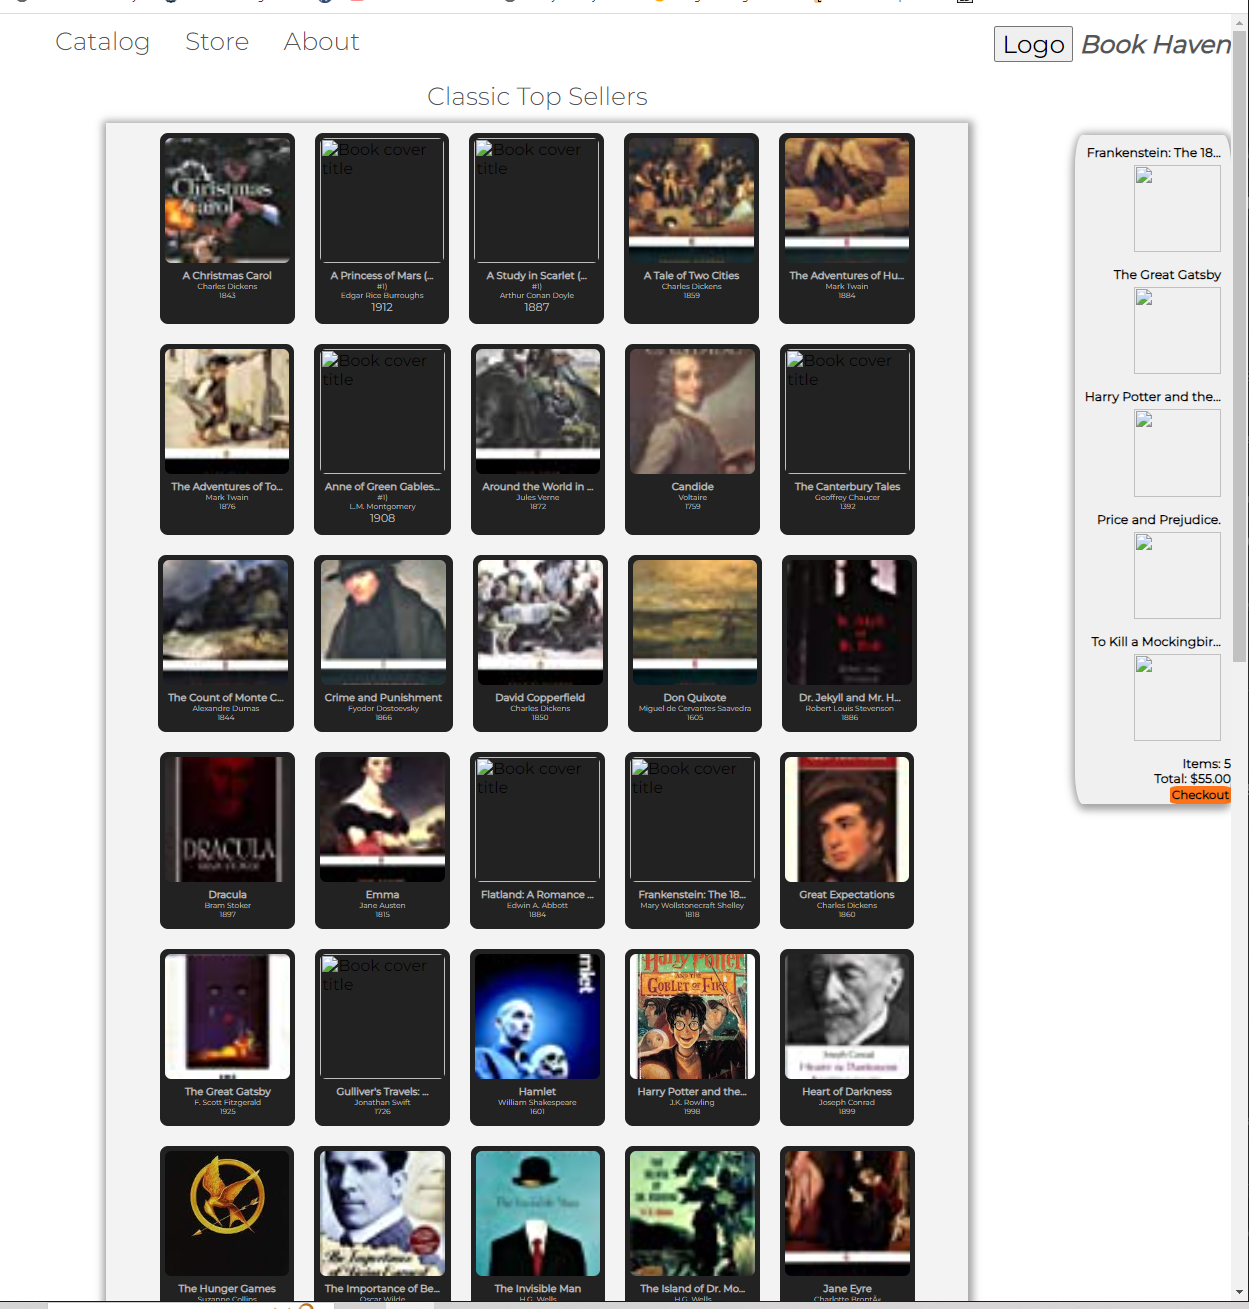 Catalog Store About
Logo Book Haven
Classic Top Sellers
A Christmas Carol
A Christmas Carol
Charles Dickens
1843
Book cover title
A Princess of Mars (...
#1)
Edgar Rice Burroughs
1912
Book cover title
A Study in Scarlet (...
#1)
Arthur Conan Doyle
1887
A Tale of Two Cities
Charles Dickens
1859
The Adventures of Hu...
Mark Twain
1884
The Adventures of To...
Mark Twain
1876
Book cover title
Anne of Green Gables...
#1)
L.M. Montgomery
1908
Around the World in ...
Jules Verne
1872
Candide
Voltaire
1759
Book cover title
The Canterbury Tales
Geoffrey Chaucer
1392
The Count of Monte C...
Alexandre Dumas
1844
Crime and Punishment
Fyodor Dostoevsky
1866
David Copperfield
Charles Dickens
1850
Don Quixote
Miguel de Cervantes Saavedra
1605
Dr. Jekyll and Mr. H...
Robert Louis Stevenson
1886
DRACULA
Dracula
Bram Stoker
1897
Emma
Jane Austen
1815
Book cover title
Flatland: A Romance ...
Edwin A. Abbott
1884
Book cover title
Frankenstein: The 18...
Mary Wollstonecraft Shelley
1818
Great Expectations
Charles Dickens
1860
The Great Gatsby
F. Scott Fitzgerald
1925
Book cover title
Gulliver's Travels: ...
Jonathan Swift
1726
Hamlet
William Shakespeare
1601
Harry Potter
AND THE
GOBLET OF FIRE
Harry Potter and the...
J.K. Rowling
1998
Joseph Conrad
Heart of Darkness
Heart of Darkness
Joseph Conrad
1899
The Hunger Games
Suzanne Collins
The Importance of Be...
Oscar Wilde
The Invisible Man
The Invisible Man
H.G. Wells
The Island of Dr. Mo...
H.G. Wells
Jane Eyre
Charlotte BrontÃ«
Frankenstein: The 18...
The Great Gatsby
Harry Potter and the...
Price and Prejudice.
To Kill a Mockingbir...
Items: 5
Total: $55.00
Checkout